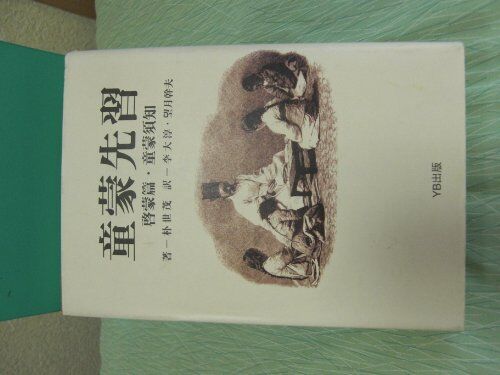 童蒙先習
啓蒙篇・童蒙須知
著―朴世茂 訳―李大淳・望月幹夫
YB出版